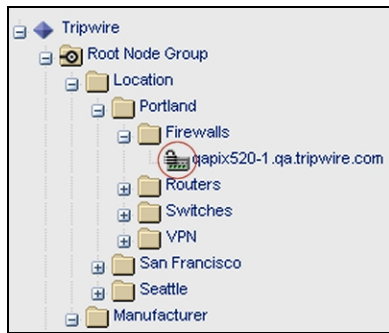 Tripwire
Root Node Group
Location
Portland
Firewalls
qapix520-1.qa.tripwire.com
Routers
Switches
VPN
San Francisco
Seattle
Manufacturer